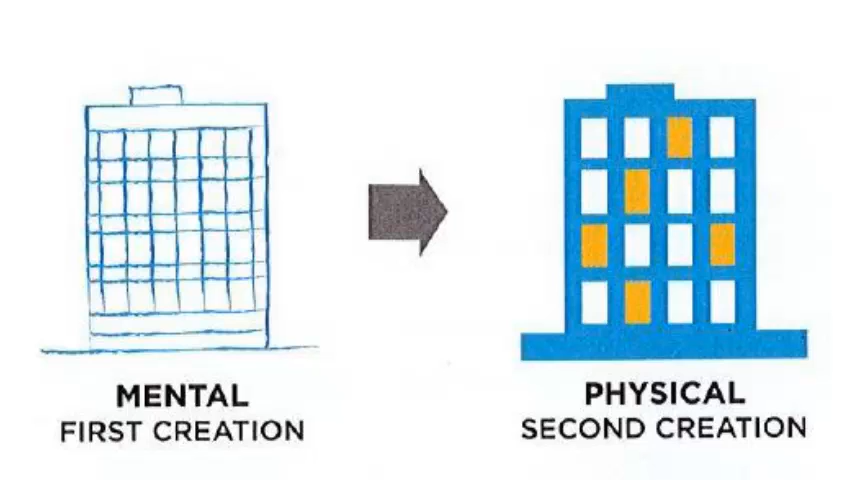 MENTAL
FIRST CREATION
PHYSICAL
SECOND CREATION